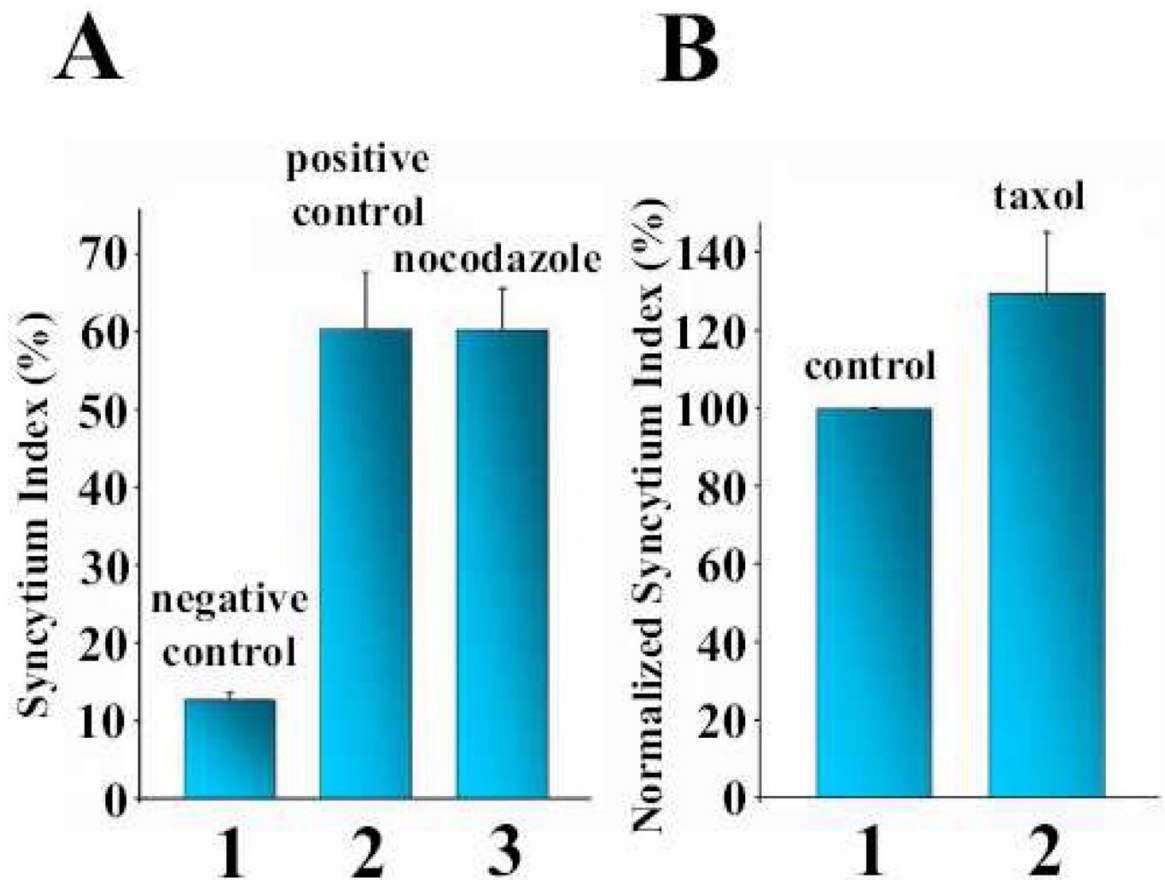 A
B
positive
control
nocodazole
negative
control
Syncytium Index (%)
70
60
50
40
30
20
10
0
1
2
3
taxol
control
Normalized Syncytium Index (%)
140
120
100
80
60
40
20
0
1
2